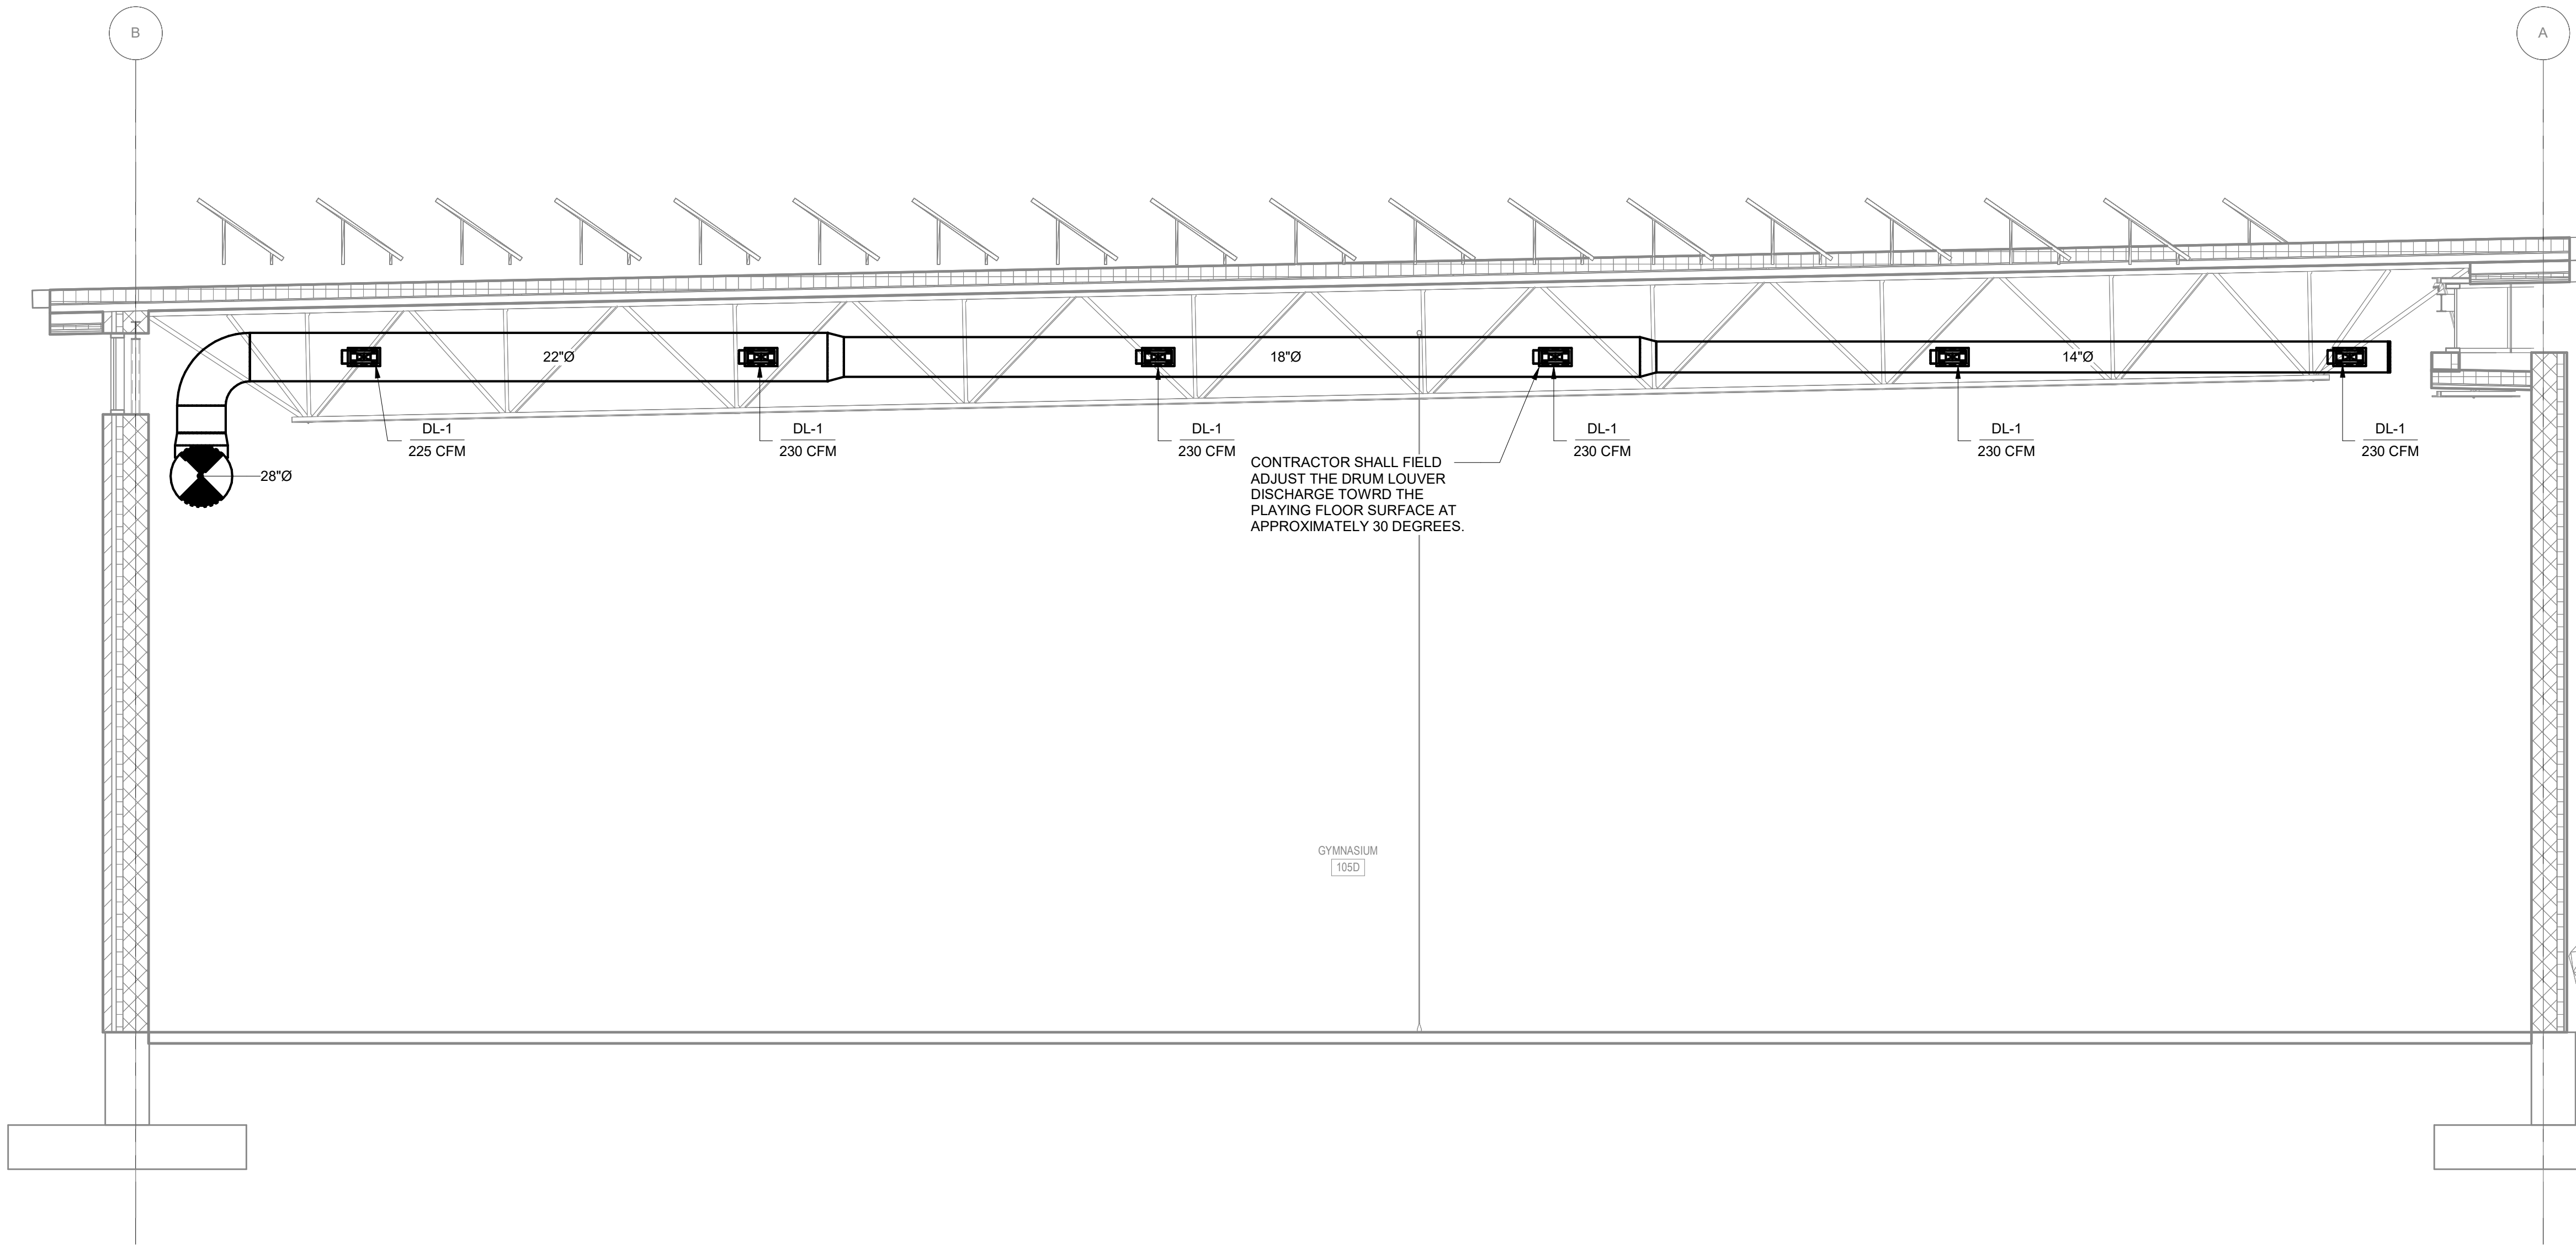 B
A
22"Ø
18"Ø
14"Ø
DL-1
225 CFM
DL-1
230 CFM
DL-1
230 CFM
DL-1
230 CFM
DL-1
230 CFM
DL-1
230 CFM
28"Ø
CONTRACTOR SHALL FIELD
ADJUST THE DRUM LOUVER
DISCHARGE TOWRD THE
PLAYING FLOOR SURFACE AT
APPROXIMATELY 30 DEGREES.
GYMNASIUM
105D